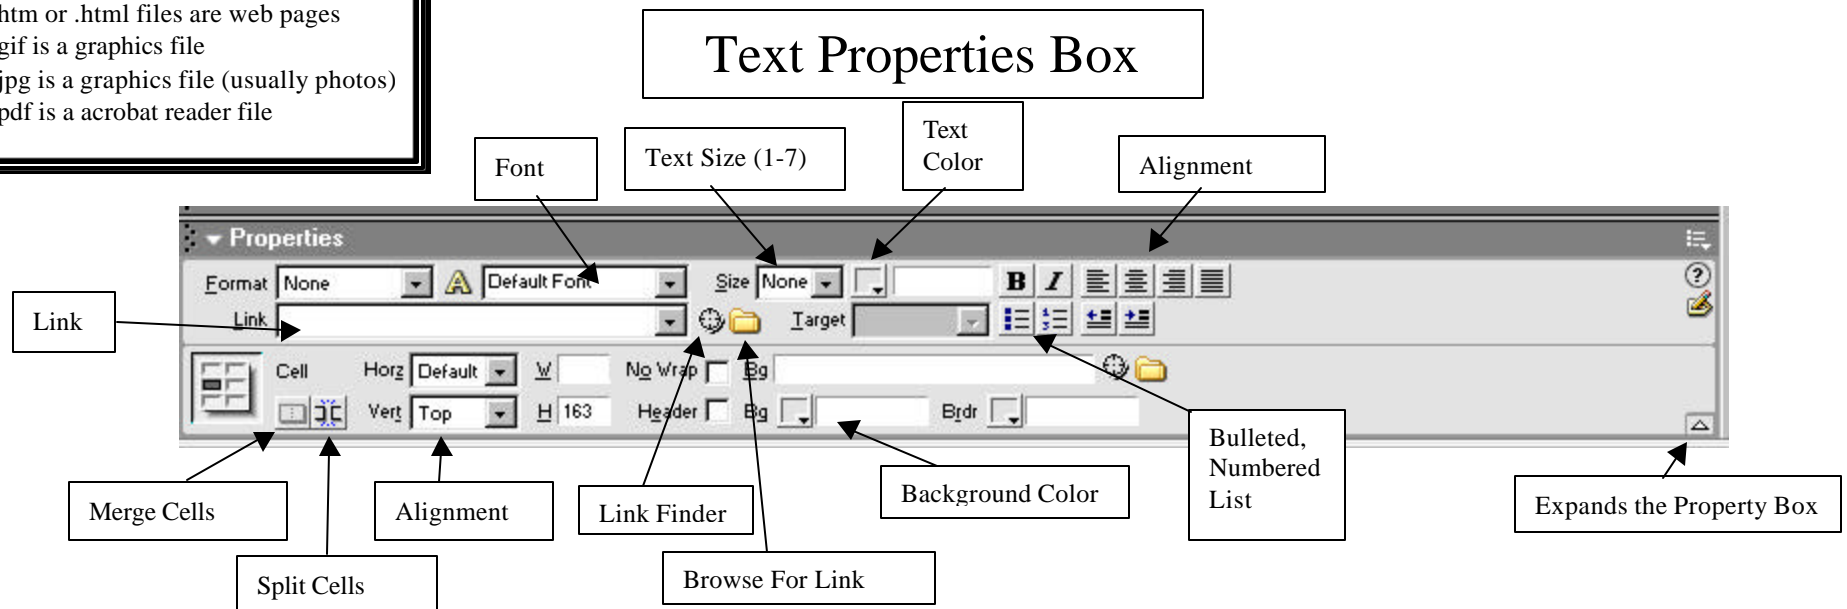 htm or .html files are web pages
gif is a graphics file
jpg is a graphics file (usually photos)
pdf is a acrobat reader file
Text Properties Box
Font
Text Size (1-7)
Text
Color
Alignment
Properties
Format None Default Font Size None B I
Link
Link Target
Cell Horz Default W No Wrap Bg
Vert Top H 163 Header Bg Brdr
Merge Cells
Alignment
Link Finder
Background Color
Bulleted,
Numbered
List
Expands the Property Box
Split Cells
Browse For Link